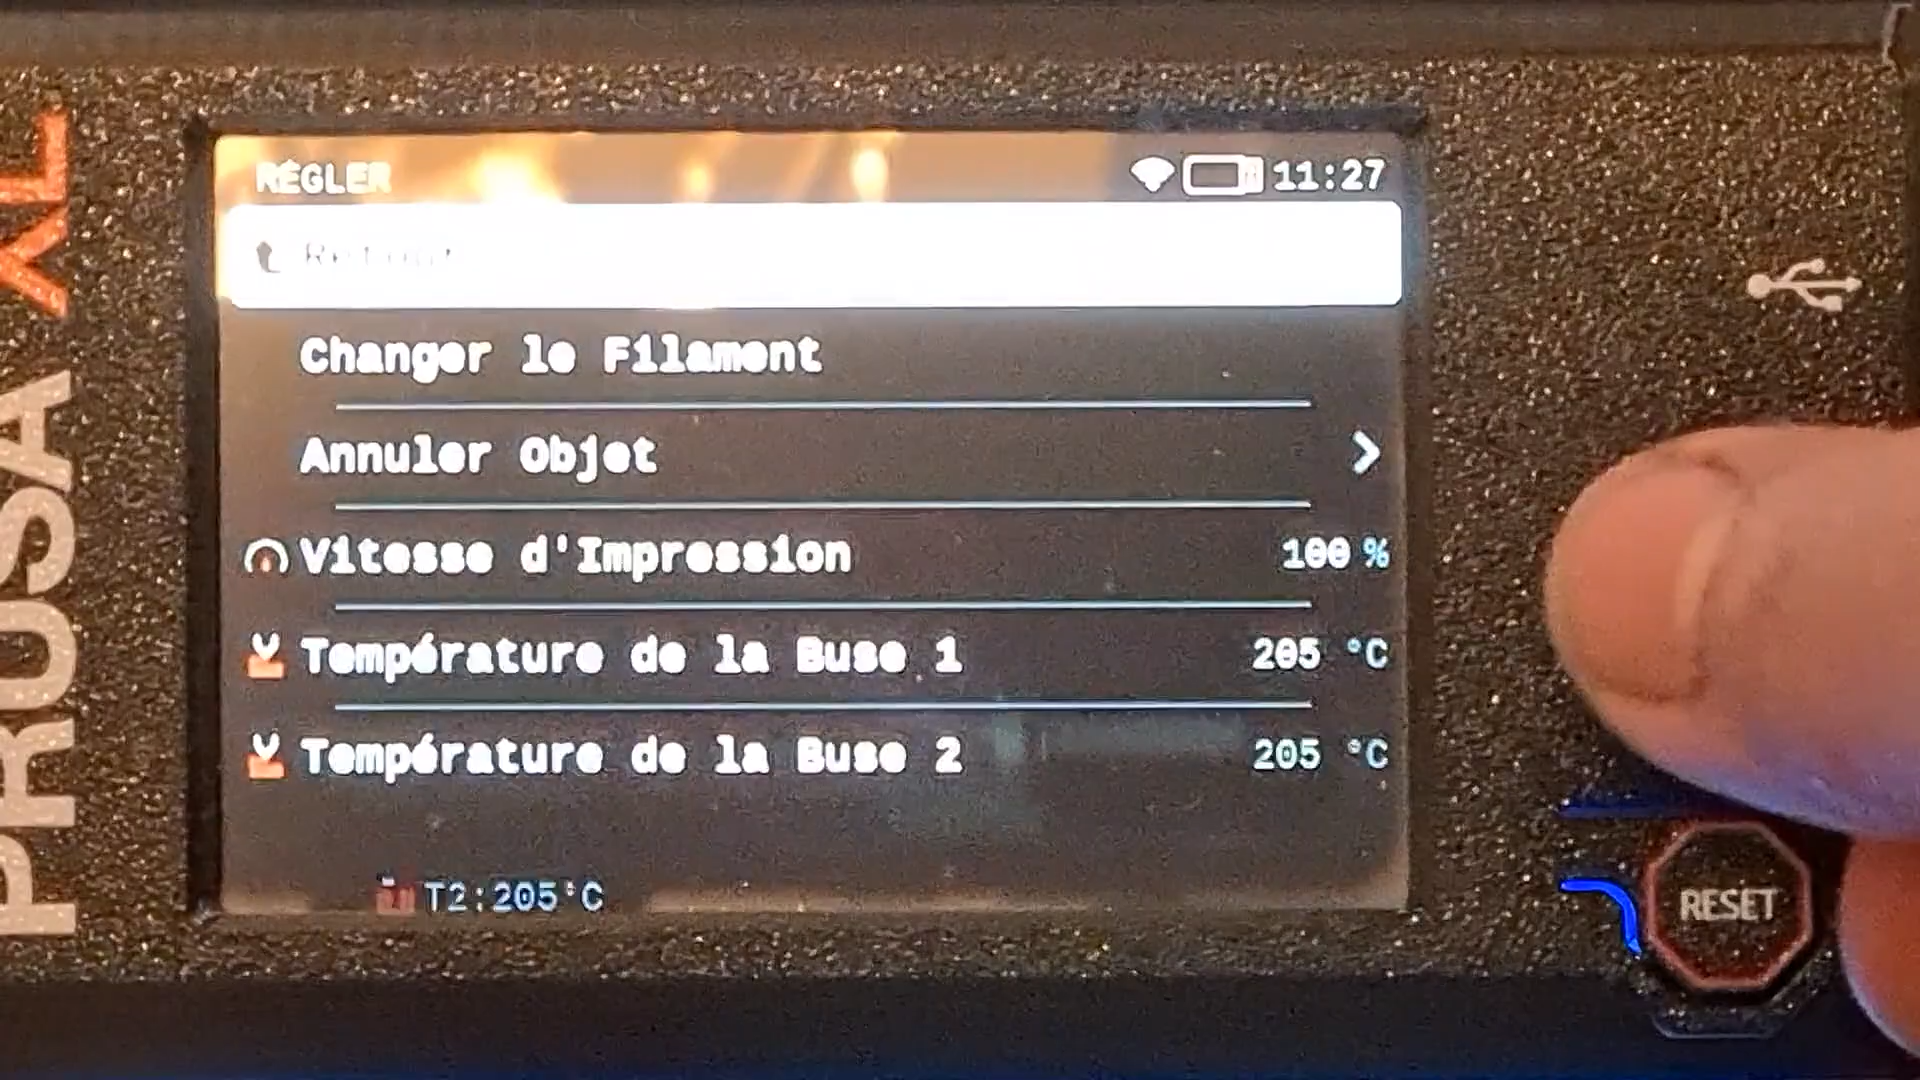 PRUSA XL
RÉGLER
11:27
Retour
Changer le Filament
Annuler Objet
Vitesse d'Impression 100 %
Température de la Buse 1 205 °C
Température de la Buse 2 205 °C
T2:205°C
RESET